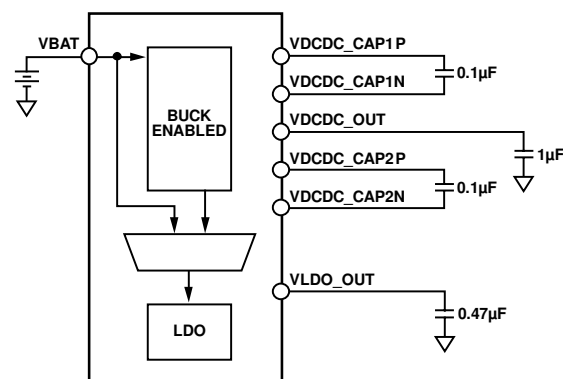 VBAT
BUCK
ENABLED
LDO
VDCDC_CAP1P
0.1µF
VDCDC_CAP1N
VDCDC_OUT
1µF
VDCDC_CAP2P
0.1µF
VDCDC_CAP2N
VLDO_OUT
0.47µF